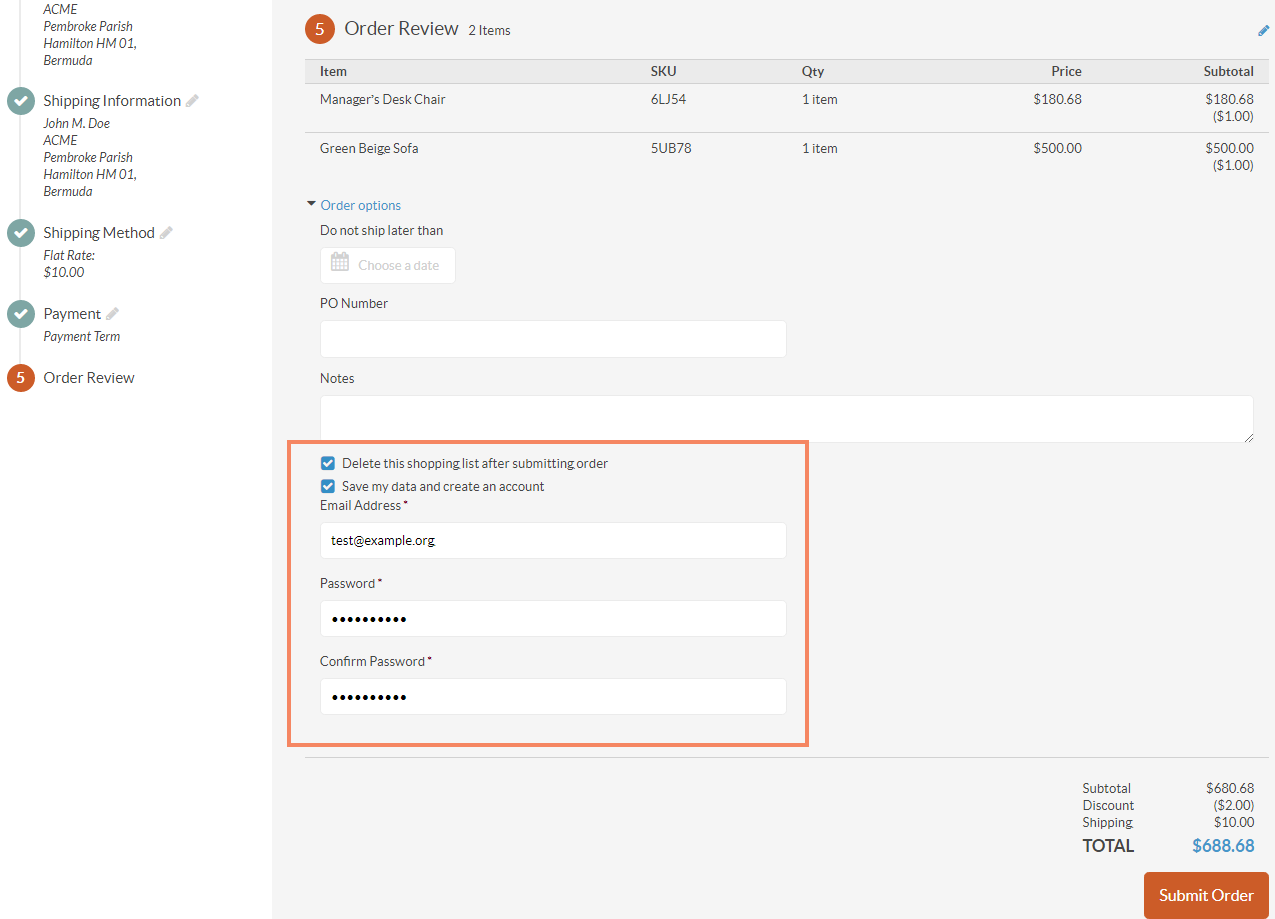 ACME
Pembroke Parish
Hamilton HM 01,
Bermuda
Shipping Information
John M. Doe
ACME
Pembroke Parish
Hamilton HM 01,
Bermuda
Shipping Method
Flat Rate:
$10.00
Payment
Payment Term
5 Order Review
5 Order Review 2 Items
Item SKU Qty Price Subtotal
Manager's Desk Chair 6LJ54 1 item $180.68 $180.68
($1.00)
Green Beige Sofa 5UB78 1 item $500.00 $500.00
($1.00)
Order options
Do not ship later than
Choose a date
PO Number
Notes
Delete this shopping list after submitting order
Save my data and create an account
Email Address *
test@example.org
Password *
••••••••••
Confirm Password *
••••••••••
Subtotal $680.68
Discount ($2.00)
Shipping $10.00
TOTAL $688.68
Submit Order